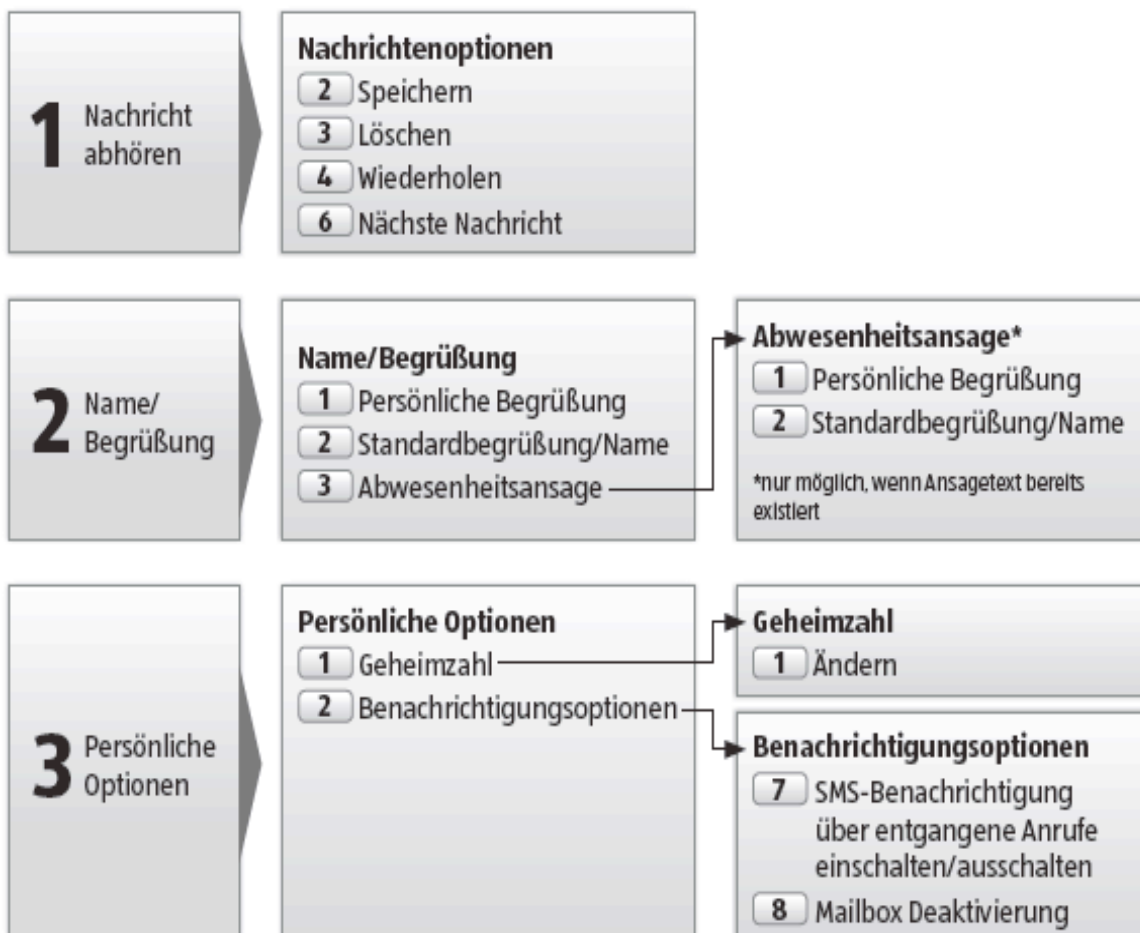 1 Nachricht
abhören
Nachrichtenoptionen
2 Speichern
3 Löschen
4 Wiederholen
6 Nächste Nachricht
2 Name/
Begrüßung
Name/Begrüßung
1 Persönliche Begrüßung
2 Standardbegrüßung/Name
3 Abwesenheitsansage
Abwesenheitsansage*
1 Persönliche Begrüßung
2 Standardbegrüßung/Name
*nur möglich, wenn Ansagetext bereits
existiert
3 Persönliche
Optionen
Persönliche Optionen
1 Geheimzahl
2 Benachrichtigungsoptionen
Geheimzahl
1 Ändern
Benachrichtigungsoptionen
7 SMS-Benachrichtigung
über entgangene Anrufe
einschalten/ausschalten
8 Mailbox Deaktivierung